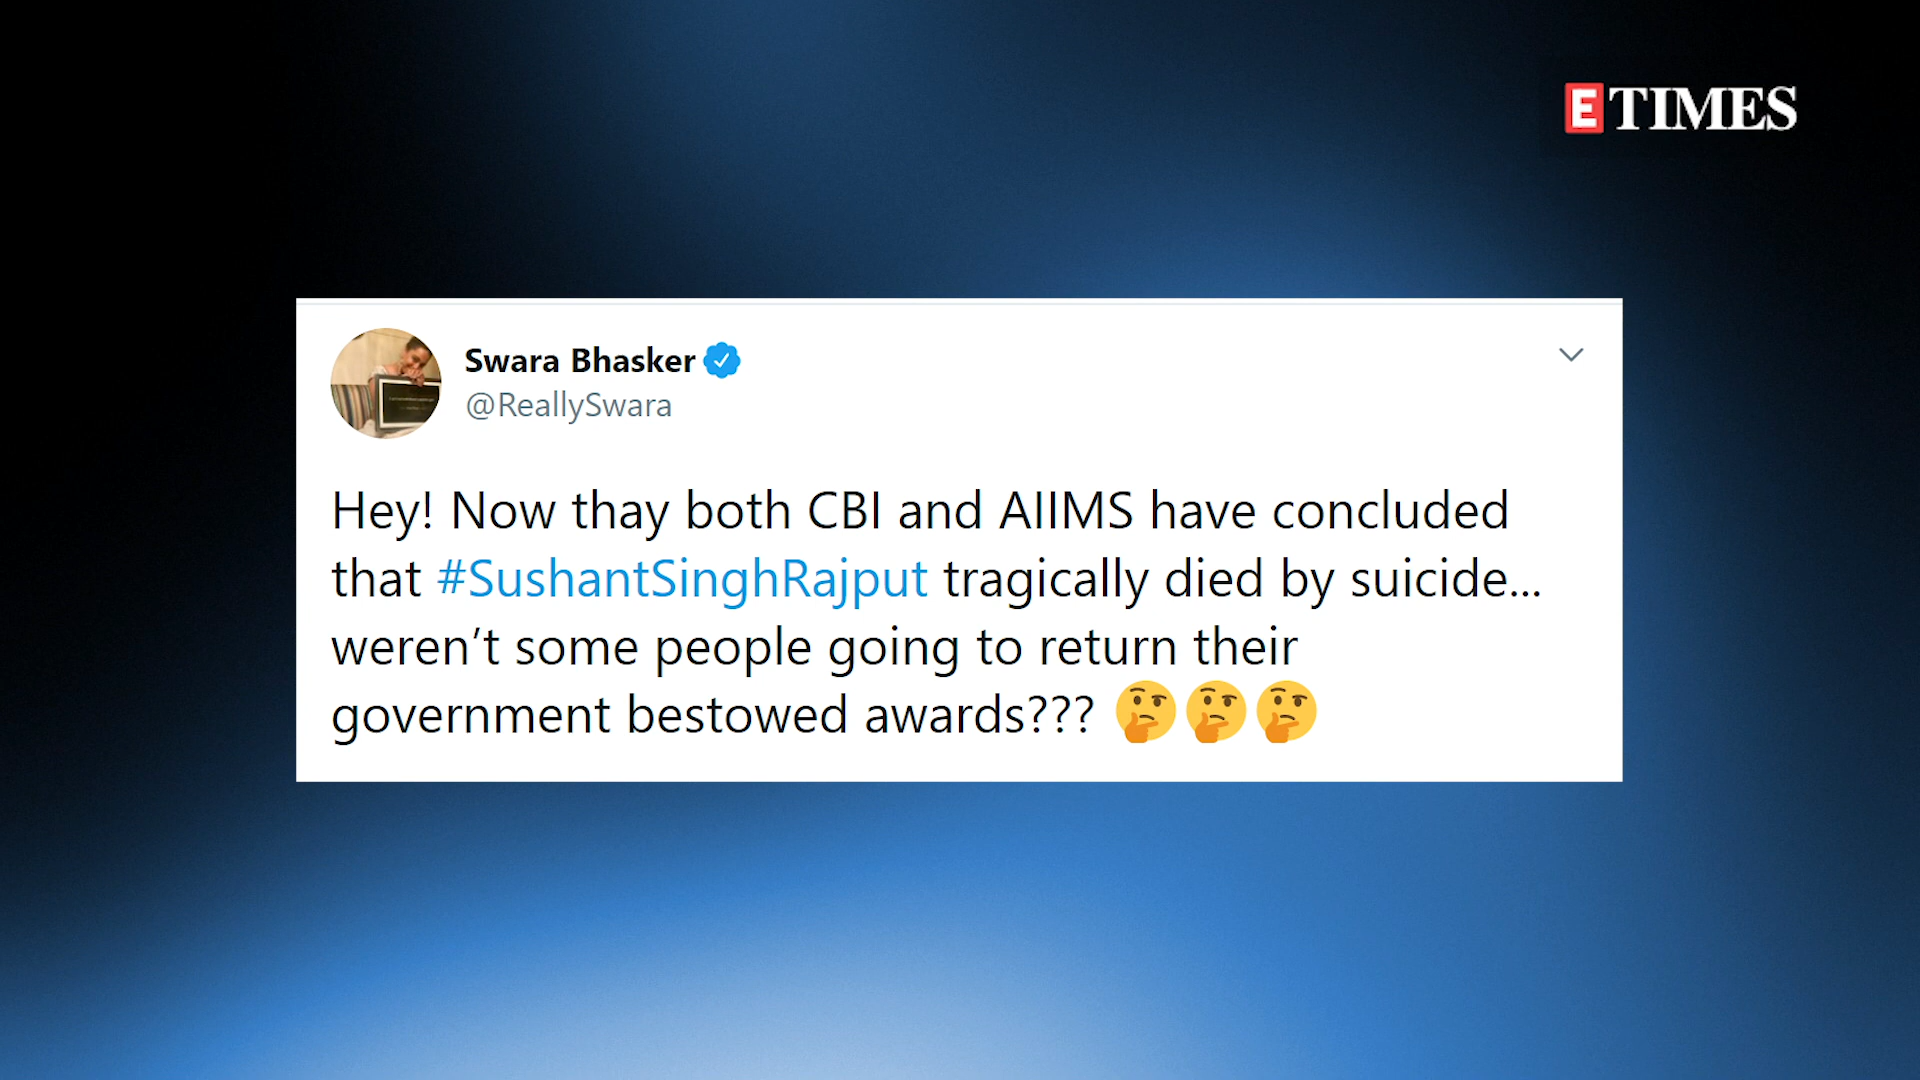 E TIMES
Swara Bhasker
@ReallySwara
Hey! Now thay both CBI and AIIMS have concluded
that #SushantSinghRajput tragically died by suicide...
weren’t some people going to return their
government bestowed awards??? 🤔🤔🤔